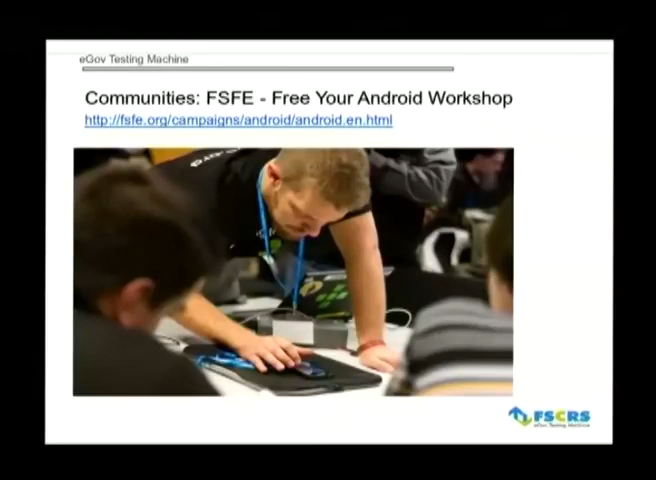 eGov Testing Machine
Communities: FSFE - Free Your Android Workshop
http://fsfe.org/campaigns/android/android.en.html
FSCRS
eGov Testing Machine